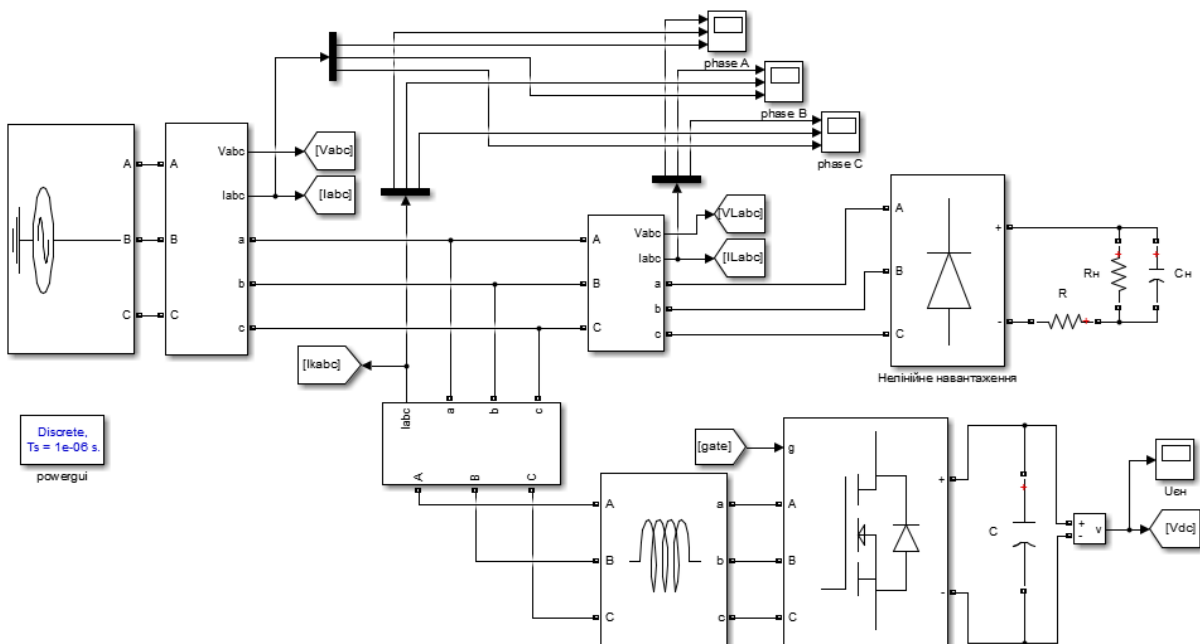 phase A
phase B
phase C
A
B
C
A
B
C
Vabc
Iabc
a
b
c
[Vabc]
[Iabc]
A
B
C
Vabc
Iabc
a
b
c
[VLabc]
[ILabc]
A
B
C
+
-
Нелінійне навантаження
R
Rн
Cн
[Ikabc]
Iabc
a
b
c
A
B
C
Discrete,
Ts = 1e-06 s.
powergui
A
B
C
a
b
c
[gate]
g
A
B
C
+
-
C
+
-
v
Uєн
[Vdc]